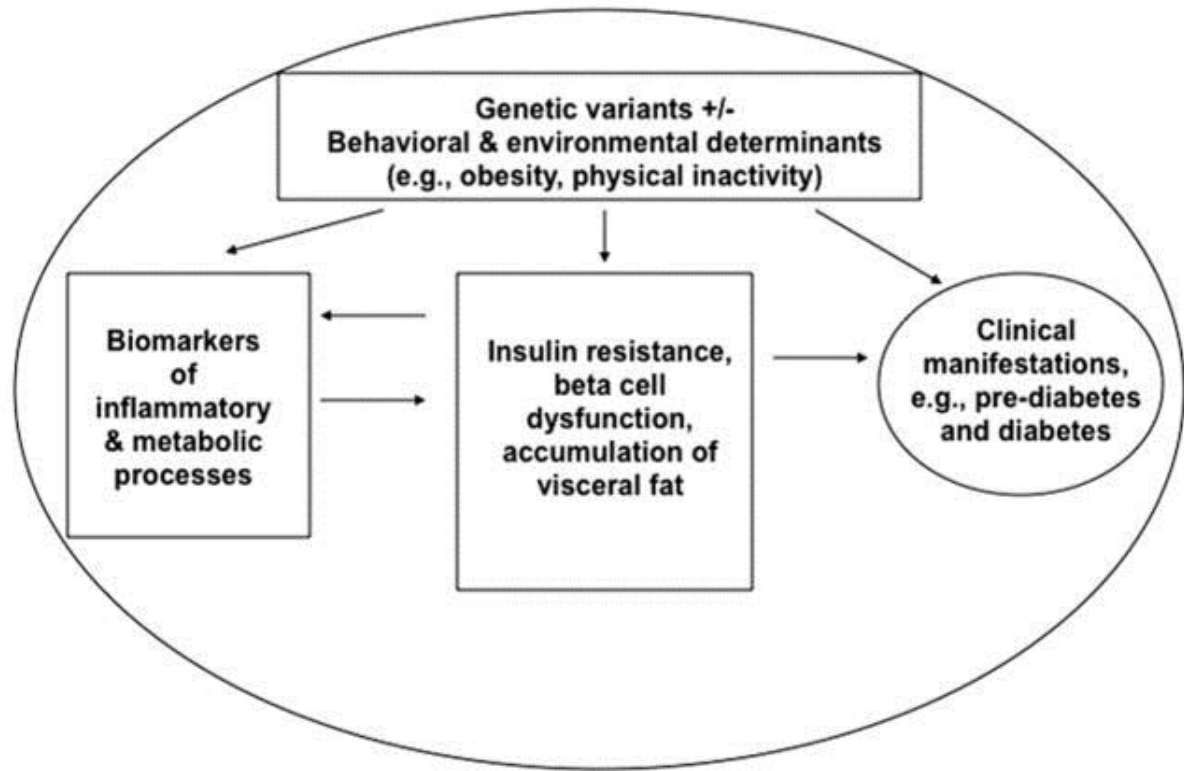 Genetic variants +/-
Behavioral & environmental determinants
(e.g., obesity, physical inactivity)
Biomarkers
of
inflammatory
& metabolic
processes
Insulin resistance,
beta cell
dysfunction,
accumulation of
visceral fat
Clinical
manifestations,
e.g., pre-diabetes
and diabetes